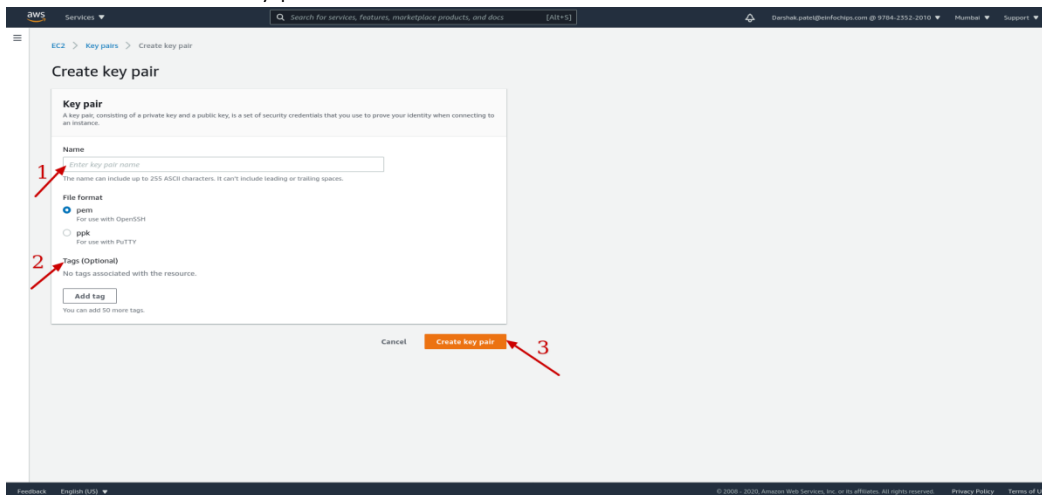 aws Services ▼ Search for services, features, marketplace products, and docs [Alt+S] Darshak.patel@einfochips.com @ 9704-2352-2010 ▼ Mumbai ▼ Support ▼
EC2 > Key pairs > Create key pair
Create key pair
Key pair
A key pair, consisting of a private key and a public key, is a set of security credentials that you use to prove your identity when connecting to
an instance.
Name
Enter key pair name
1
The name can include up to 255 ASCII characters. It can't include leading or trailing spaces.
File format
pem
For use with OpenSSH
ppk
For use with PuTTY
2
Tags (Optional)
No tags associated with the resource.
Add tag
You can add 50 more tags.
Cancel Create key pair
3
Feedback English (US) ▼ © 2008 - 2020, Amazon Web Services, Inc. or its affiliates. All rights reserved. Privacy Policy Terms of U